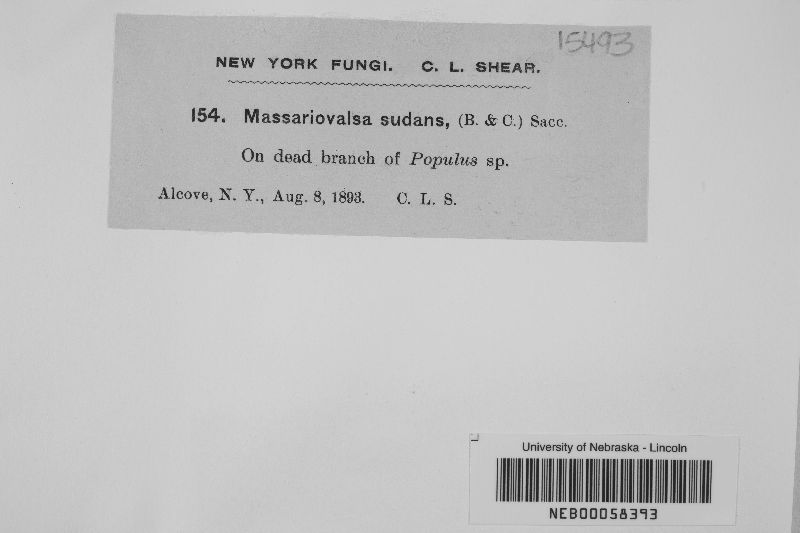 15493
NEW YORK FUNGI. C. L. SHEAR.
154. Massariovalsa sudans, (B. & C.) Sacc.
On dead branch of Populus sp.
Alcove, N. Y., Aug. 8, 1893. C. L. S.
University of Nebraska - Lincoln
NEB00058393